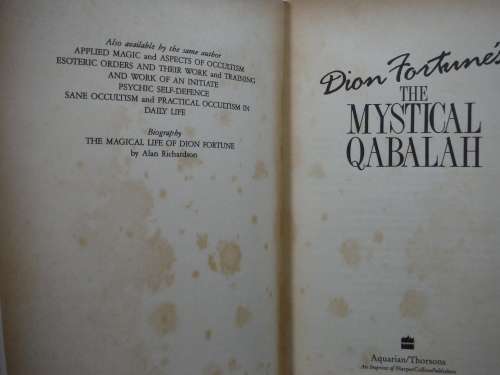 Also available by the same author
APPLIED MAGIC and ASPECTS OF OCCULTISM
ESOTERIC ORDERS AND THEIR WORK and TRAINING
AND WORK OF AN INITIATE
PSYCHIC SELF-DEFENCE
SANE OCCULTISM and PRACTICAL OCCULTISM IN
DAILY LIFE
Biography
THE MAGICAL LIFE OF DION FORTUNE
by Alan Richardson
Dion Fortune's
THE
MYSTICAL
QABALAH
Aquarian/Thorsons
An Imprint of HarperCollinsPublishers